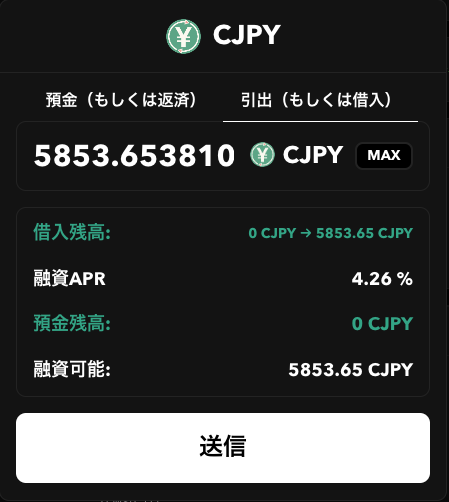 CJPY
預金（もしくは返済） 引出（もしくは借入）
5853.653810 CJPY MAX
借入残高: 0 CJPY → 5853.65 CJPY
融資APR 4.26 %
預金残高: 0 CJPY
融資可能: 5853.65 CJPY
送信